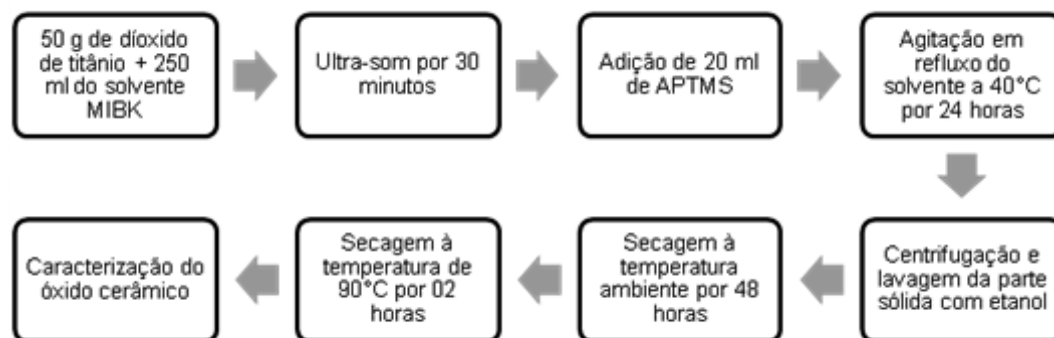 50 g de díoxido
de titânio + 250
ml do solvente
MIBK
Ultra-som por 30
minutos
Adição de 20 ml
de APTMS
Agitação em
refluxo do
solvente a 40°C
por 24 horas
Centrifugação e
lavagem da parte
sólida com etanol
Secagem à
temperatura
ambiente por 48
horas
Secagem à
temperatura de
90°C por 02
horas
Caracterização do
óxido cerâmico